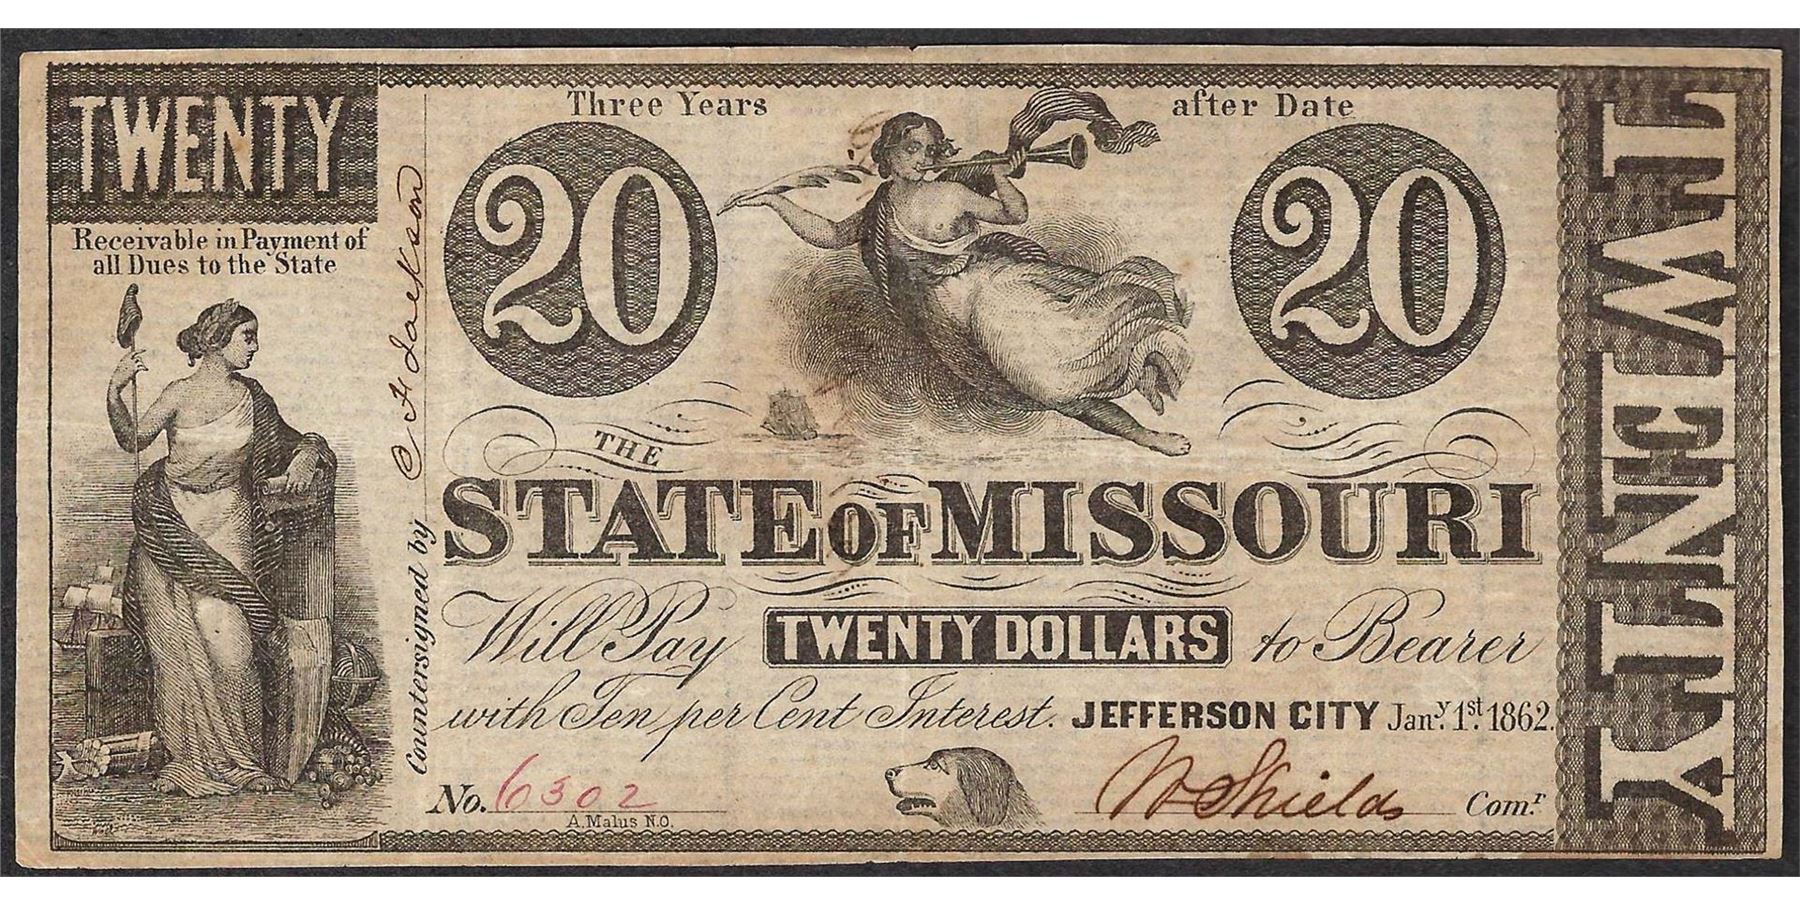 TWENTY
Receivable in Payment of
all Dues to the State
Countersigned by C H Jackson
Three Years after Date
20 20
THE
STATE OF MISSOURI
Will Pay TWENTY DOLLARS to Bearer
with Ten per Cent Interest. JEFFERSON CITY Jany. 1st. 1862.
No. 6302 W Shields Comr.
A. Malus N.O.
TWENTY